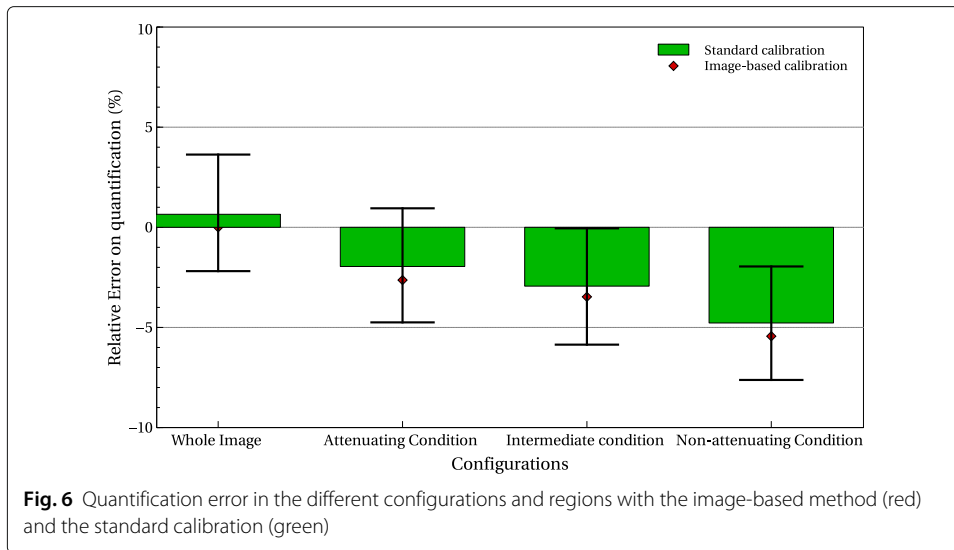 10
Standard calibration
Image-based calibration
5
0
−5
−10
Relative Error on quantification (%)
Whole Image
Attenuating Condition
Intermediate condition
Non-attenuating Condition
Configurations
Fig. 6 Quantification error in the different configurations and regions with the image-based method (red)
and the standard calibration (green)